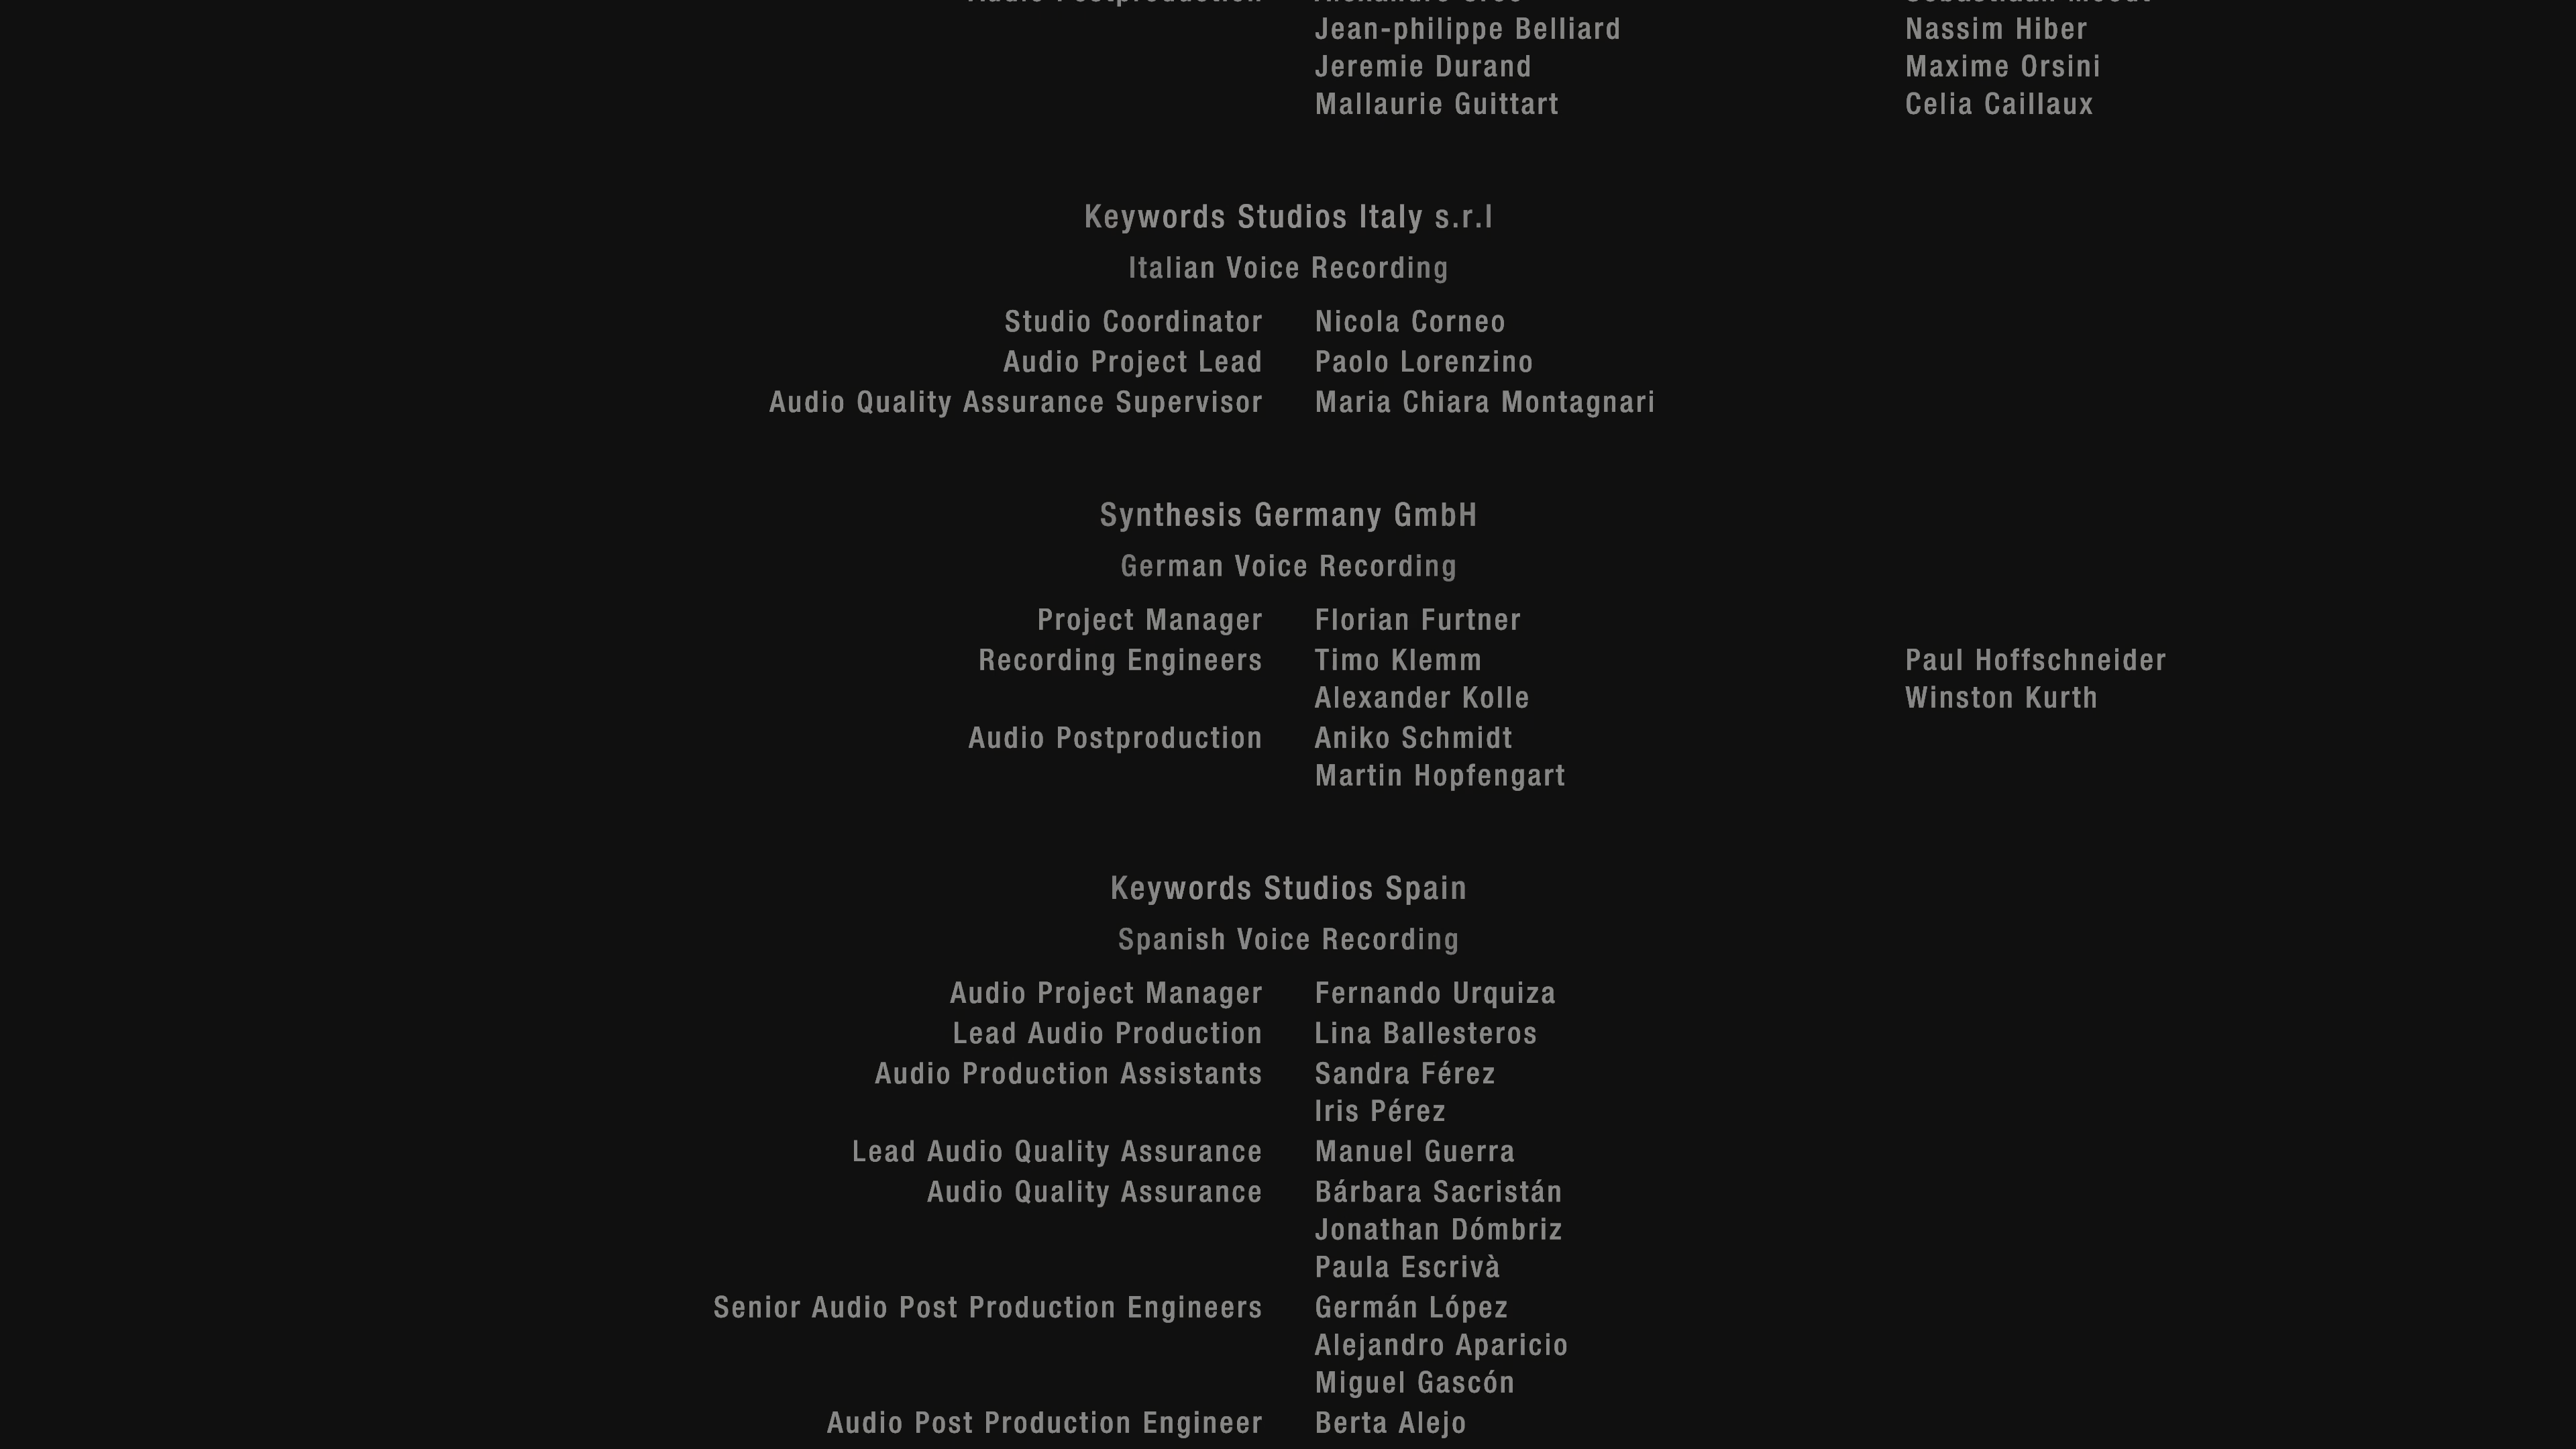 Audio Postproduction
Jean-philippe Belliard Nassim Hiber
Jeremie Durand Maxime Orsini
Mallaurie Guittart Celia Caillaux
Keywords Studios Italy s.r.l
Italian Voice Recording
Studio Coordinator Nicola Corneo
Audio Project Lead Paolo Lorenzino
Audio Quality Assurance Supervisor Maria Chiara Montagnari
Synthesis Germany GmbH
German Voice Recording
Project Manager Florian Furtner
Recording Engineers Timo Klemm Paul Hoffschneider
Alexander Kolle Winston Kurth
Audio Postproduction Aniko Schmidt
Martin Hopfengart
Keywords Studios Spain
Spanish Voice Recording
Audio Project Manager Fernando Urquiza
Lead Audio Production Lina Ballesteros
Audio Production Assistants Sandra Férez
Iris Pérez
Lead Audio Quality Assurance Manuel Guerra
Audio Quality Assurance Bárbara Sacristán
Jonathan Dómbriz
Paula Escrivà
Senior Audio Post Production Engineers Germán López
Alejandro Aparicio
Miguel Gascón
Audio Post Production Engineer Berta Alejo